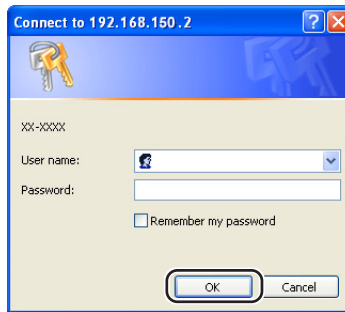 Connect to 192.168.150.2
XX-XXXX
User name:
Password:
Remember my password
OK Cancel